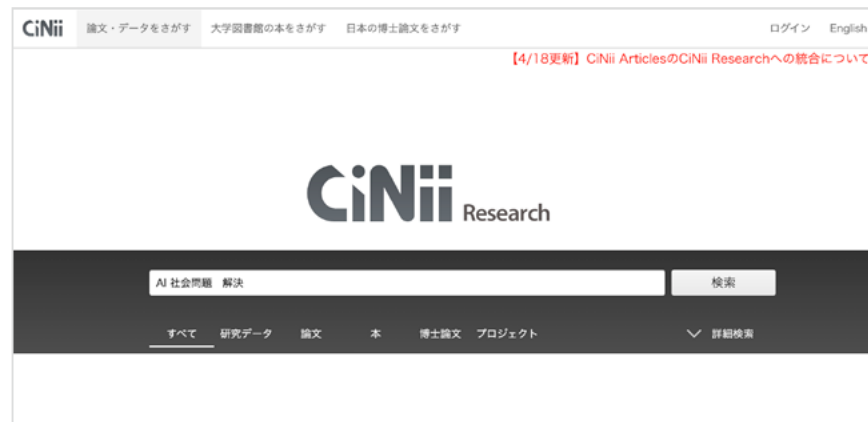 CiNii 論文・データをさがす 大学図書館の本をさがす 日本の博士論文をさがす ログイン English
【4/18更新】CiNii ArticlesのCiNii Researchへの統合について
CiNii Research
AI 社会問題　解決 検索
すべて 研究データ 論文 本 博士論文 プロジェクト 詳細検索